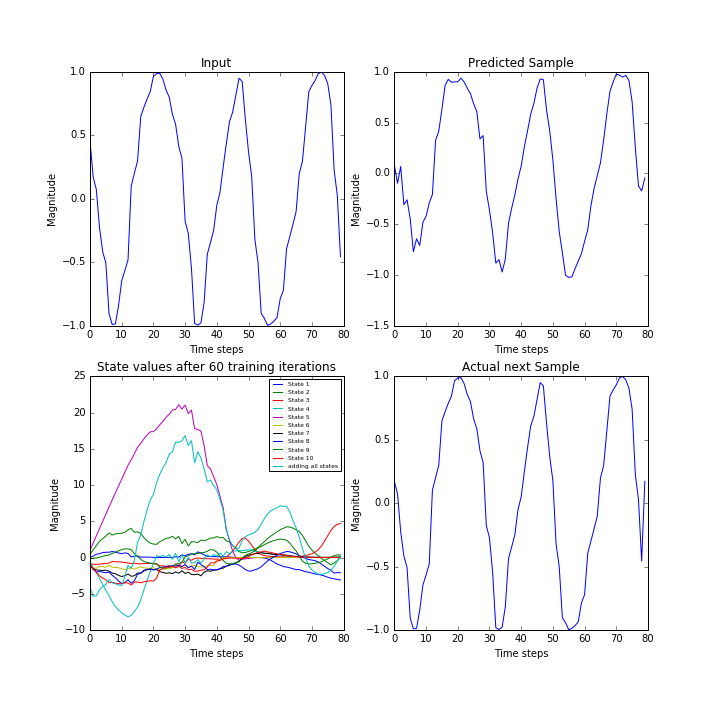 Input
1.0
0.5
0.0
−0.5
−1.0
Magnitude
0 10 20 30 40 50 60 70 80
Time steps
Predicted Sample
1.0
0.5
0.0
−0.5
−1.0
−1.5
Magnitude
0 10 20 30 40 50 60 70 80
Time steps
State values after 60 training iterations
25
20
15
10
5
0
−5
−10
Magnitude
0 10 20 30 40 50 60 70 80
Time steps
State 1
State 2
State 3
State 4
State 5
State 6
State 7
State 8
State 9
State 10
adding all states
Actual next Sample
1.0
0.5
0.0
−0.5
−1.0
Magnitude
0 10 20 30 40 50 60 70 80
Time steps